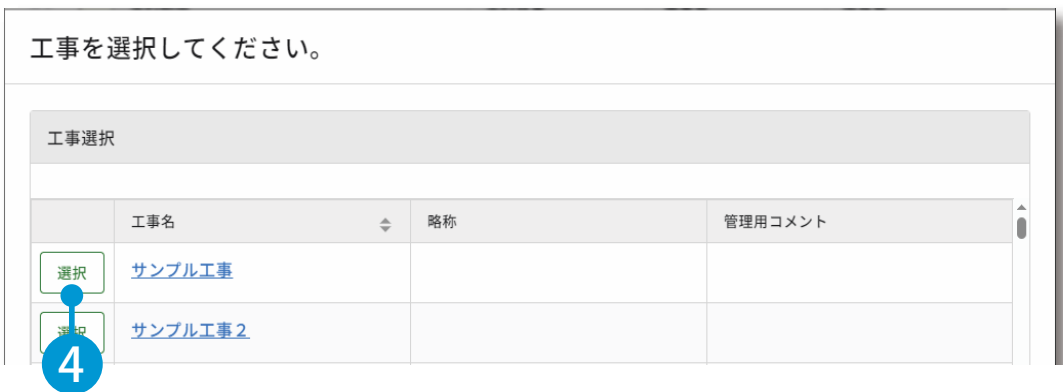 工事を選択してください。
工事選択
工事名 略称 管理用コメント
選択 サンプル工事
選択 サンプル工事２
4